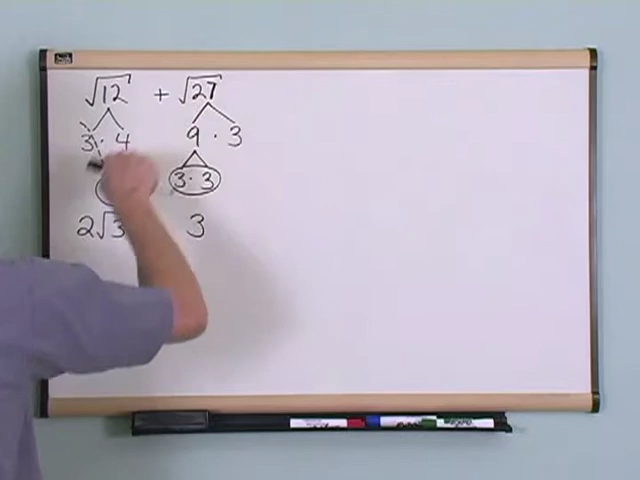 √12 + √27
3 · 4 9 · 3
3 · 3
2√3 3